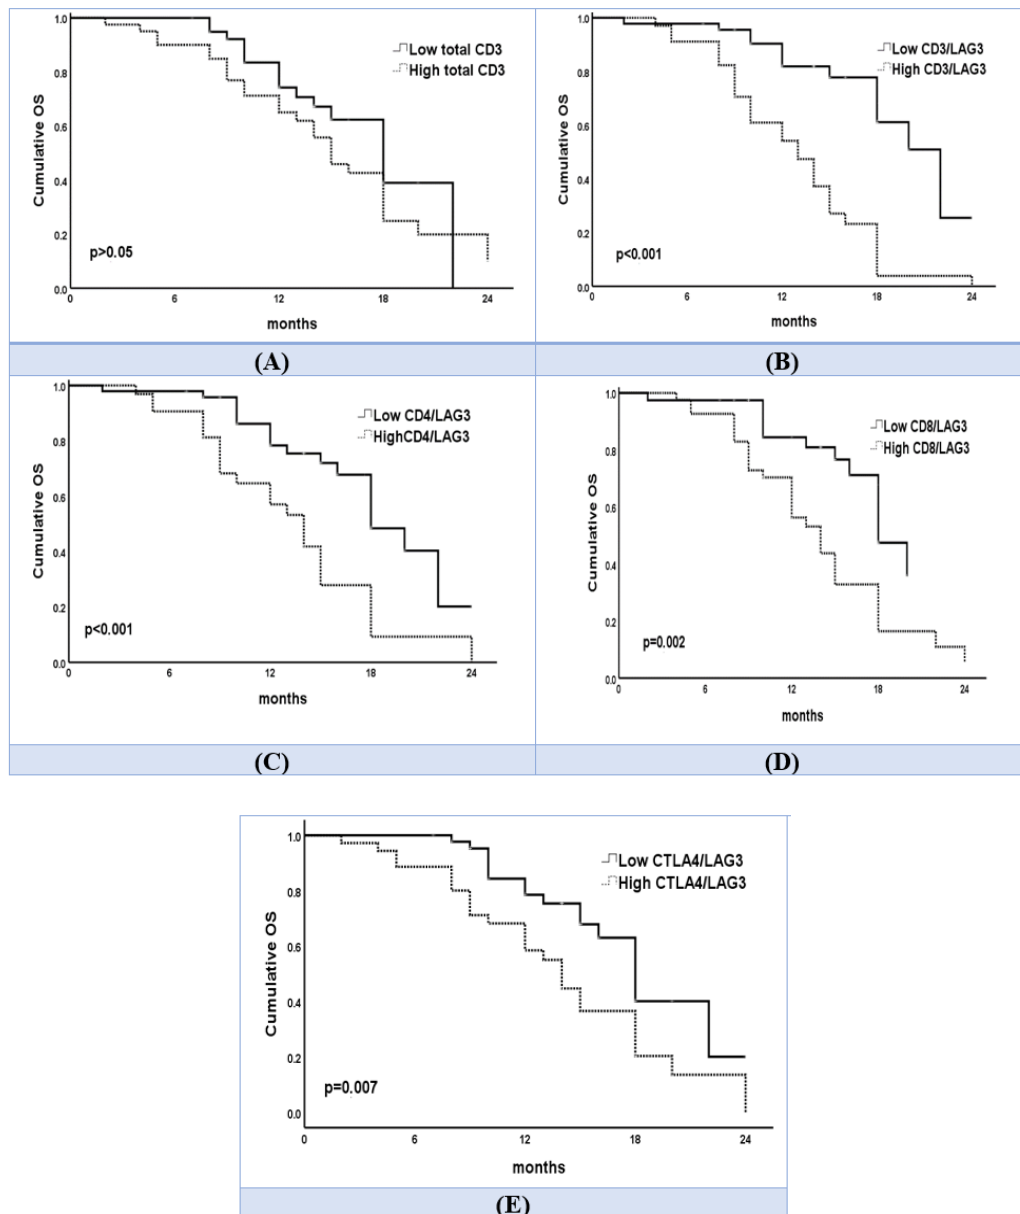 1.0
0.8
0.6
0.4
0.2
0.0
Cumulative OS
Low total CD3
High total CD3
p>0.05
0 6 12 18 24
months
1.0
0.8
0.6
0.4
0.2
0.0
Cumulative OS
Low CD3/LAG3
High CD3/LAG3
p<0.001
0 6 12 18 24
months
(A) (B)
1.0
0.8
0.6
0.4
0.2
0.0
Cumulative OS
Low CD4/LAG3
HighCD4/LAG3
p<0.001
0 6 12 18 24
months
1.0
0.8
0.6
0.4
0.2
0.0
Cumulative OS
Low CD8/LAG3
High CD8/LAG3
p=0.002
0 6 12 18 24
months
(C) (D)
1.0
0.8
0.6
0.4
0.2
0.0
Cumulative OS
Low CTLA4/LAG3
High CTLA4/LAG3
p=0.007
0 6 12 18 24
months
(E)